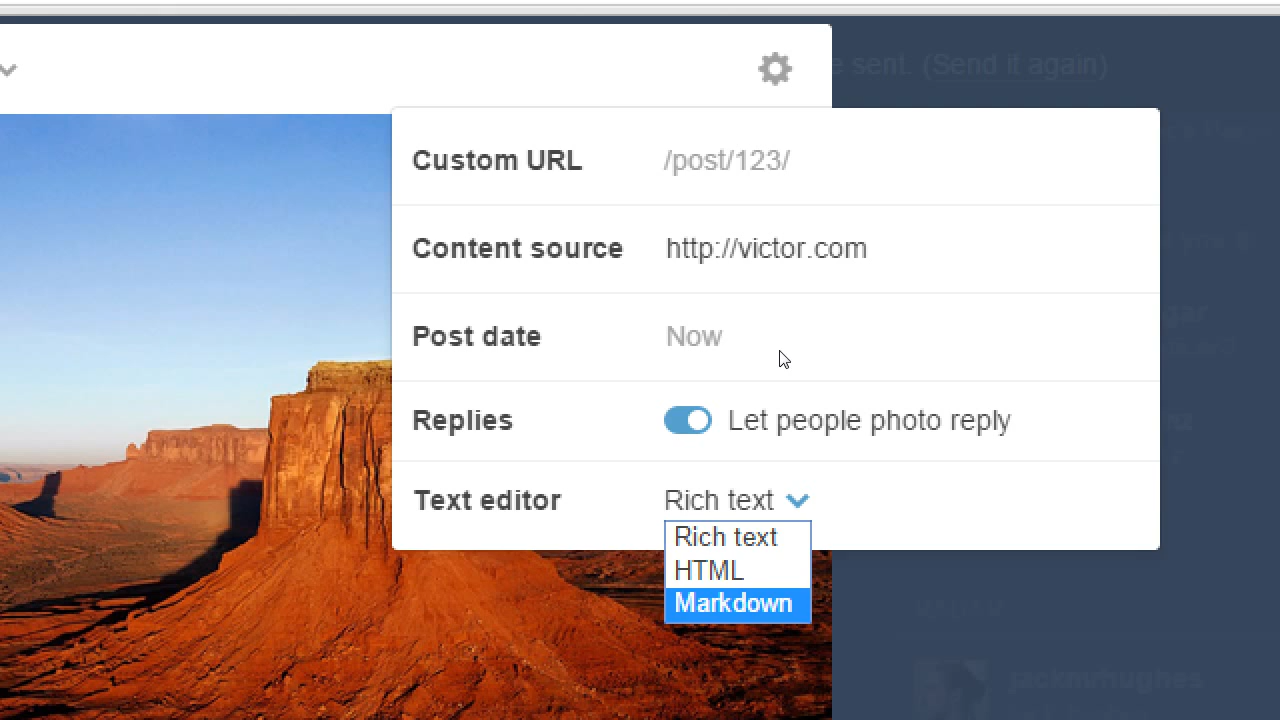 e sent. (Send it again)
Custom URL /post/123/
Content source http://victor.com
Post date Now
Replies Let people photo reply
Text editor Rich text
Rich text
HTML
Markdown